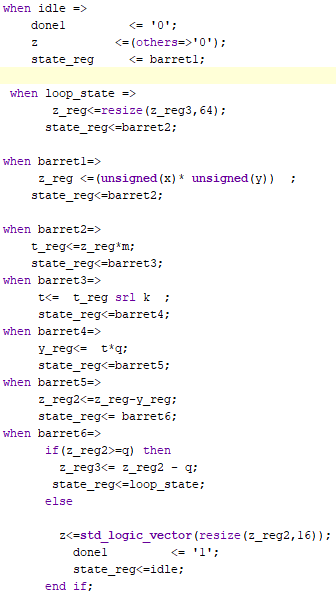 when idle =>
done1 <= '0';
z <=(others=>'0');
state_reg <= barret1;
when loop_state =>
z_reg<=resize(z_reg3,64);
state_reg<=barret2;
when barret1=>
z_reg <=(unsigned(x)* unsigned(y)) ;
state_reg<=barret2;
when barret2=>
t_reg<=z_reg*m;
state_reg<=barret3;
when barret3=>
t<= t_reg srl k ;
state_reg<=barret4;
when barret4=>
y_reg<= t*q;
state_reg<=barret5;
when barret5=>
z_reg2<=z_reg-y_reg;
state_reg<= barret6;
when barret6=>
if(z_reg2>=q) then
z_reg3<= z_reg2 - q;
state_reg<=loop_state;
else
z<=std_logic_vector(resize(z_reg2,16));
done1 <= '1';
state_reg<=idle;
end if;